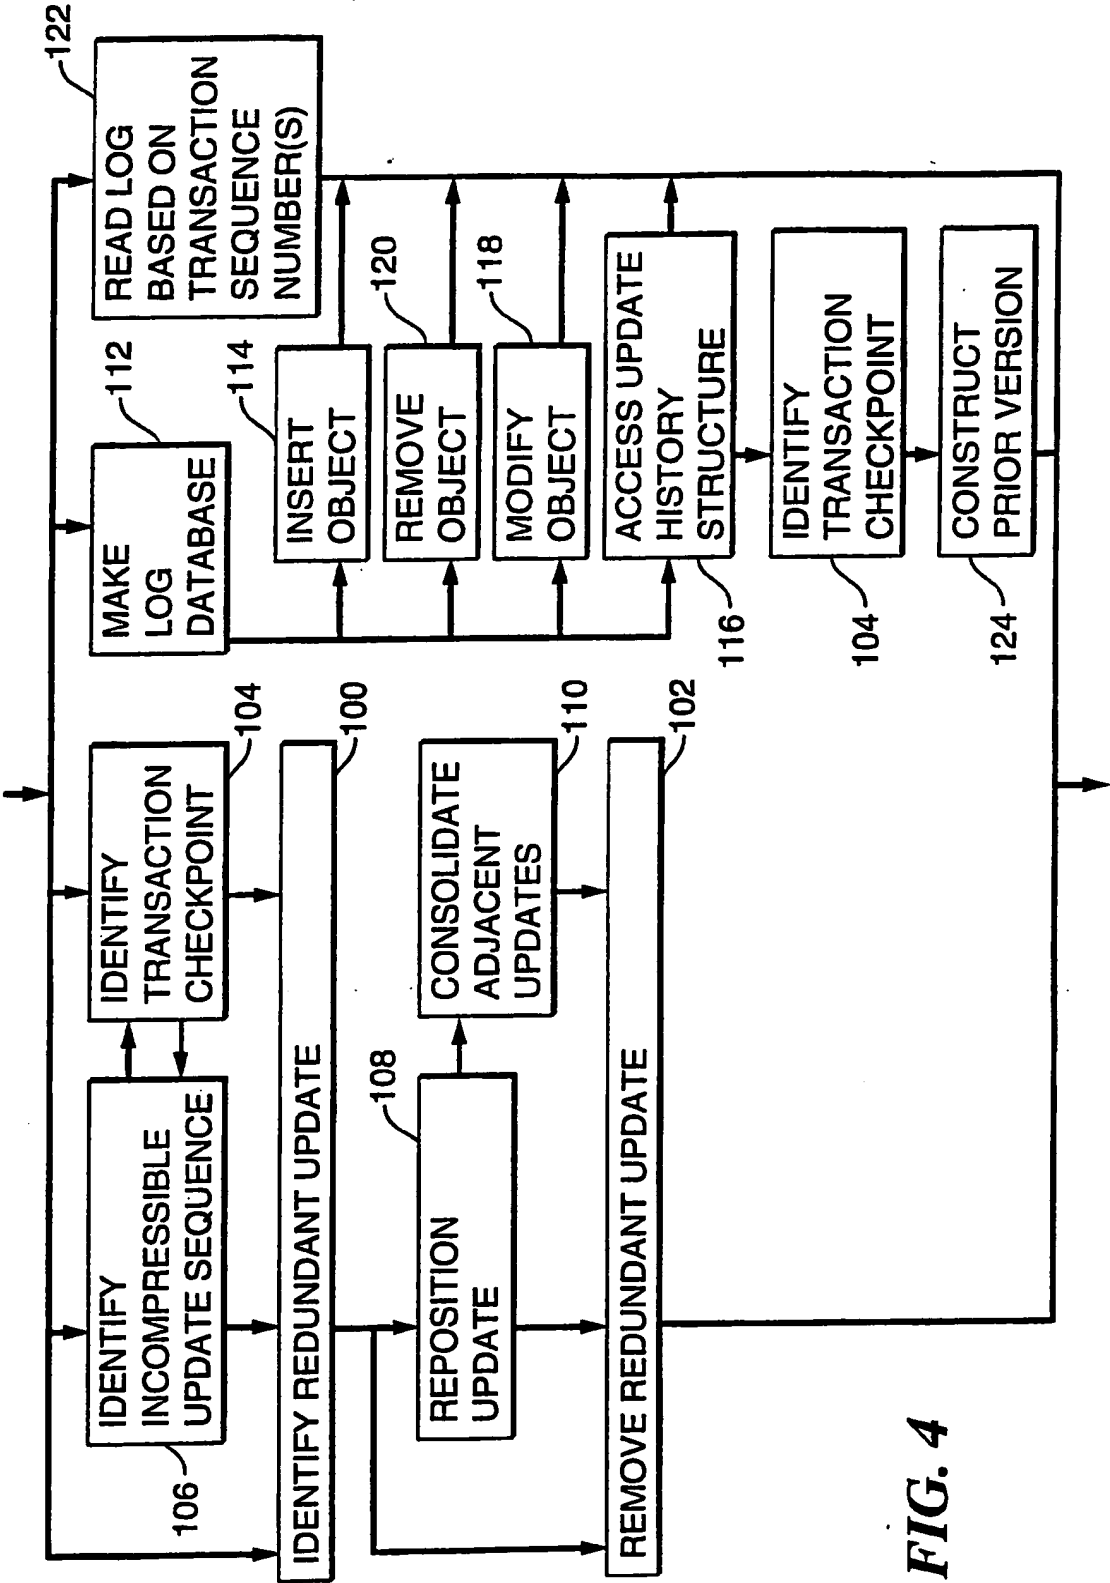 IDENTIFY
INCOMPRESSIBLE
UPDATE SEQUENCE
106
IDENTIFY
TRANSACTION
CHECKPOINT
104
MAKE
LOG
DATABASE
112
READ LOG
BASED ON
TRANSACTION
SEQUENCE
NUMBER(S)
122
IDENTIFY REDUNDANT UPDATE
100
REPOSITION
UPDATE
108
CONSOLIDATE
ADJACENT
UPDATES
110
REMOVE REDUNDANT UPDATE
102
INSERT
OBJECT
114
REMOVE
OBJECT
120
MODIFY
OBJECT
118
ACCESS UPDATE
HISTORY
STRUCTURE
116
IDENTIFY
TRANSACTION
CHECKPOINT
104
CONSTRUCT
PRIOR VERSION
124
FIG. 4